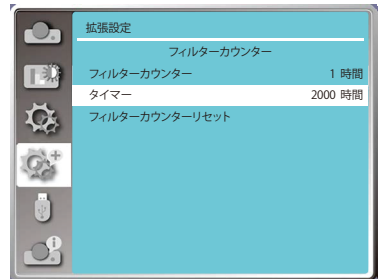 拡張設定
フィルターカウンター
フィルターカウンター 1 時間
タイマー 2000 時間
フィルターカウンターリセット